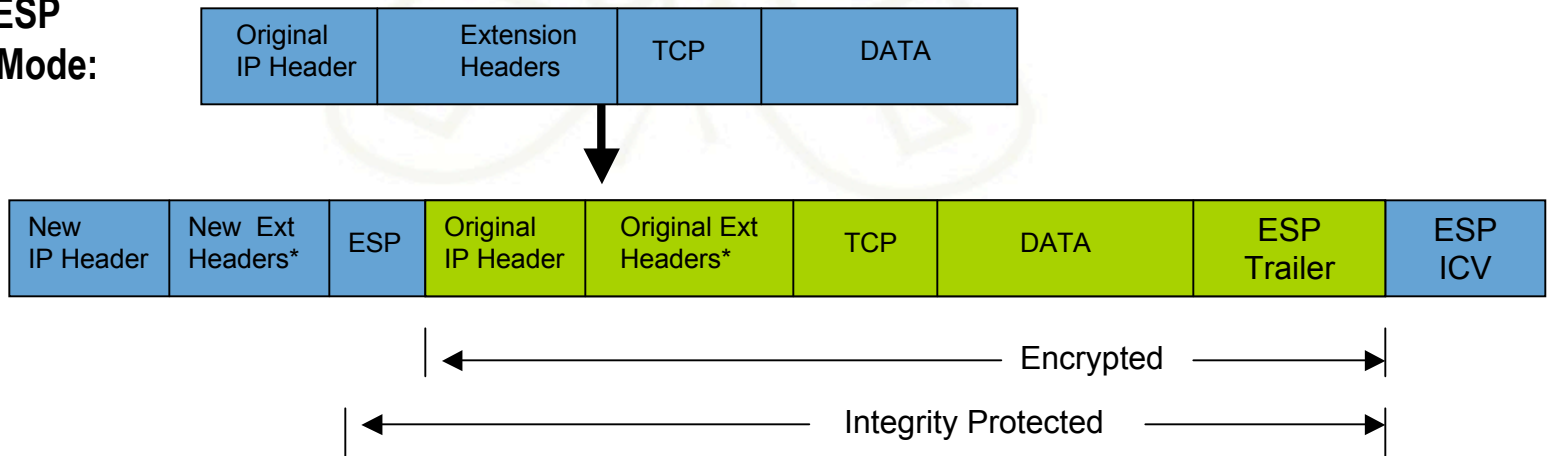 ESP
Mode:
Original
IP Header
Extension
Headers
TCP
DATA
New
IP Header
New Ext
Headers*
ESP
Original
IP Header
Original Ext
Headers*
TCP
DATA
ESP
Trailer
ESP
ICV
Encrypted
Integrity Protected